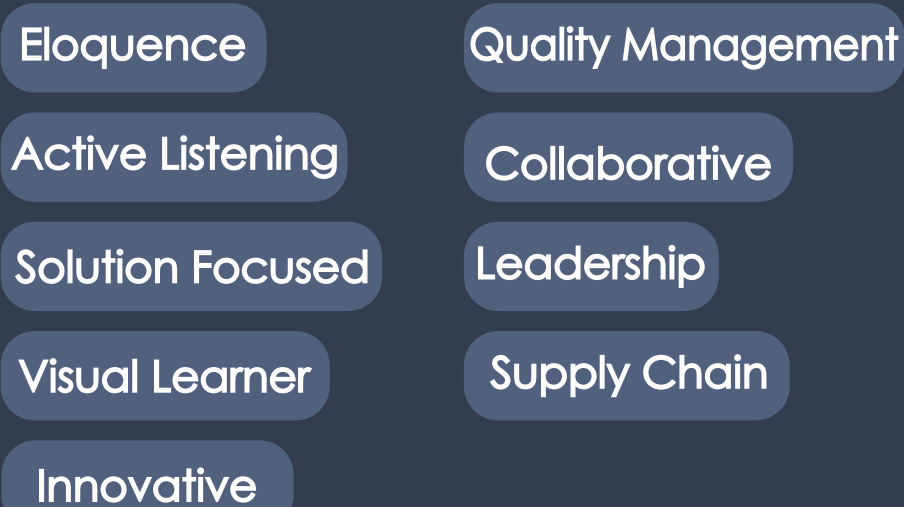 Eloquence
Quality Management
Active Listening
Collaborative
Solution Focused
Leadership
Visual Learner
Supply Chain
Innovative